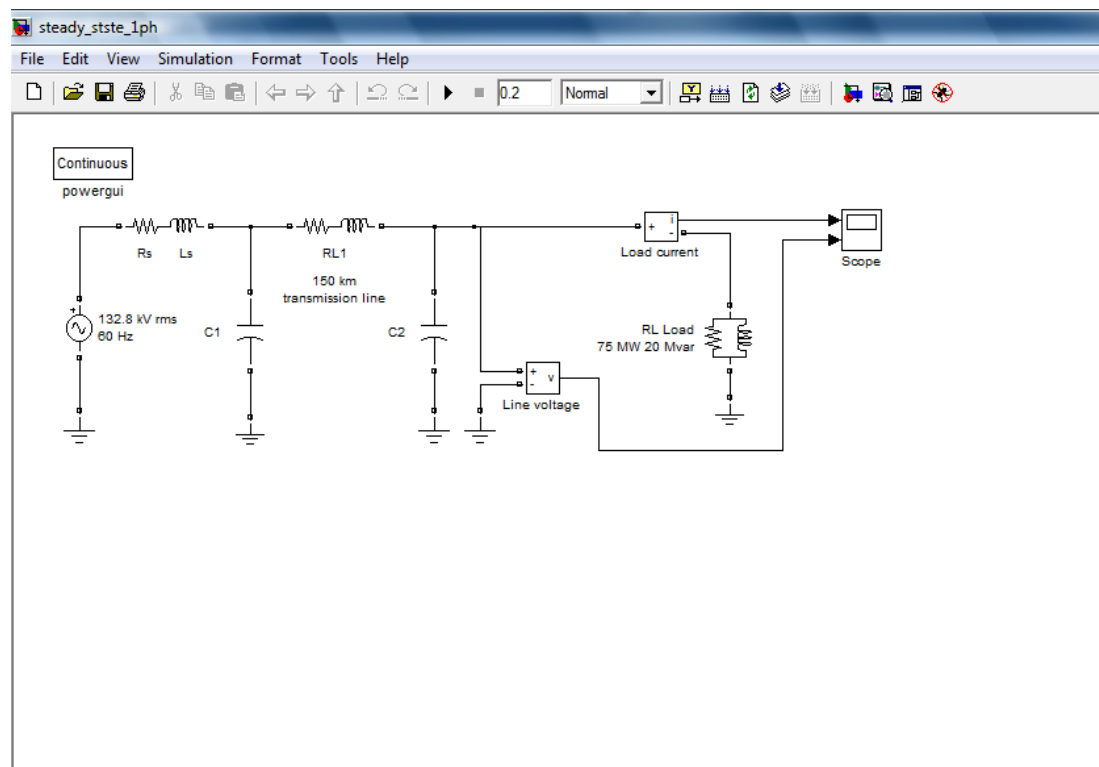 steady_stste_1ph
File Edit View Simulation Format Tools Help
0.2 Normal
Continuous
powergui
Rs Ls
RL1
150 km
transmission line
132.8 kV rms
60 Hz
C1
C2
+
-
v
Line voltage
+
i
-
Load current
Scope
RL Load
75 MW 20 Mvar
+